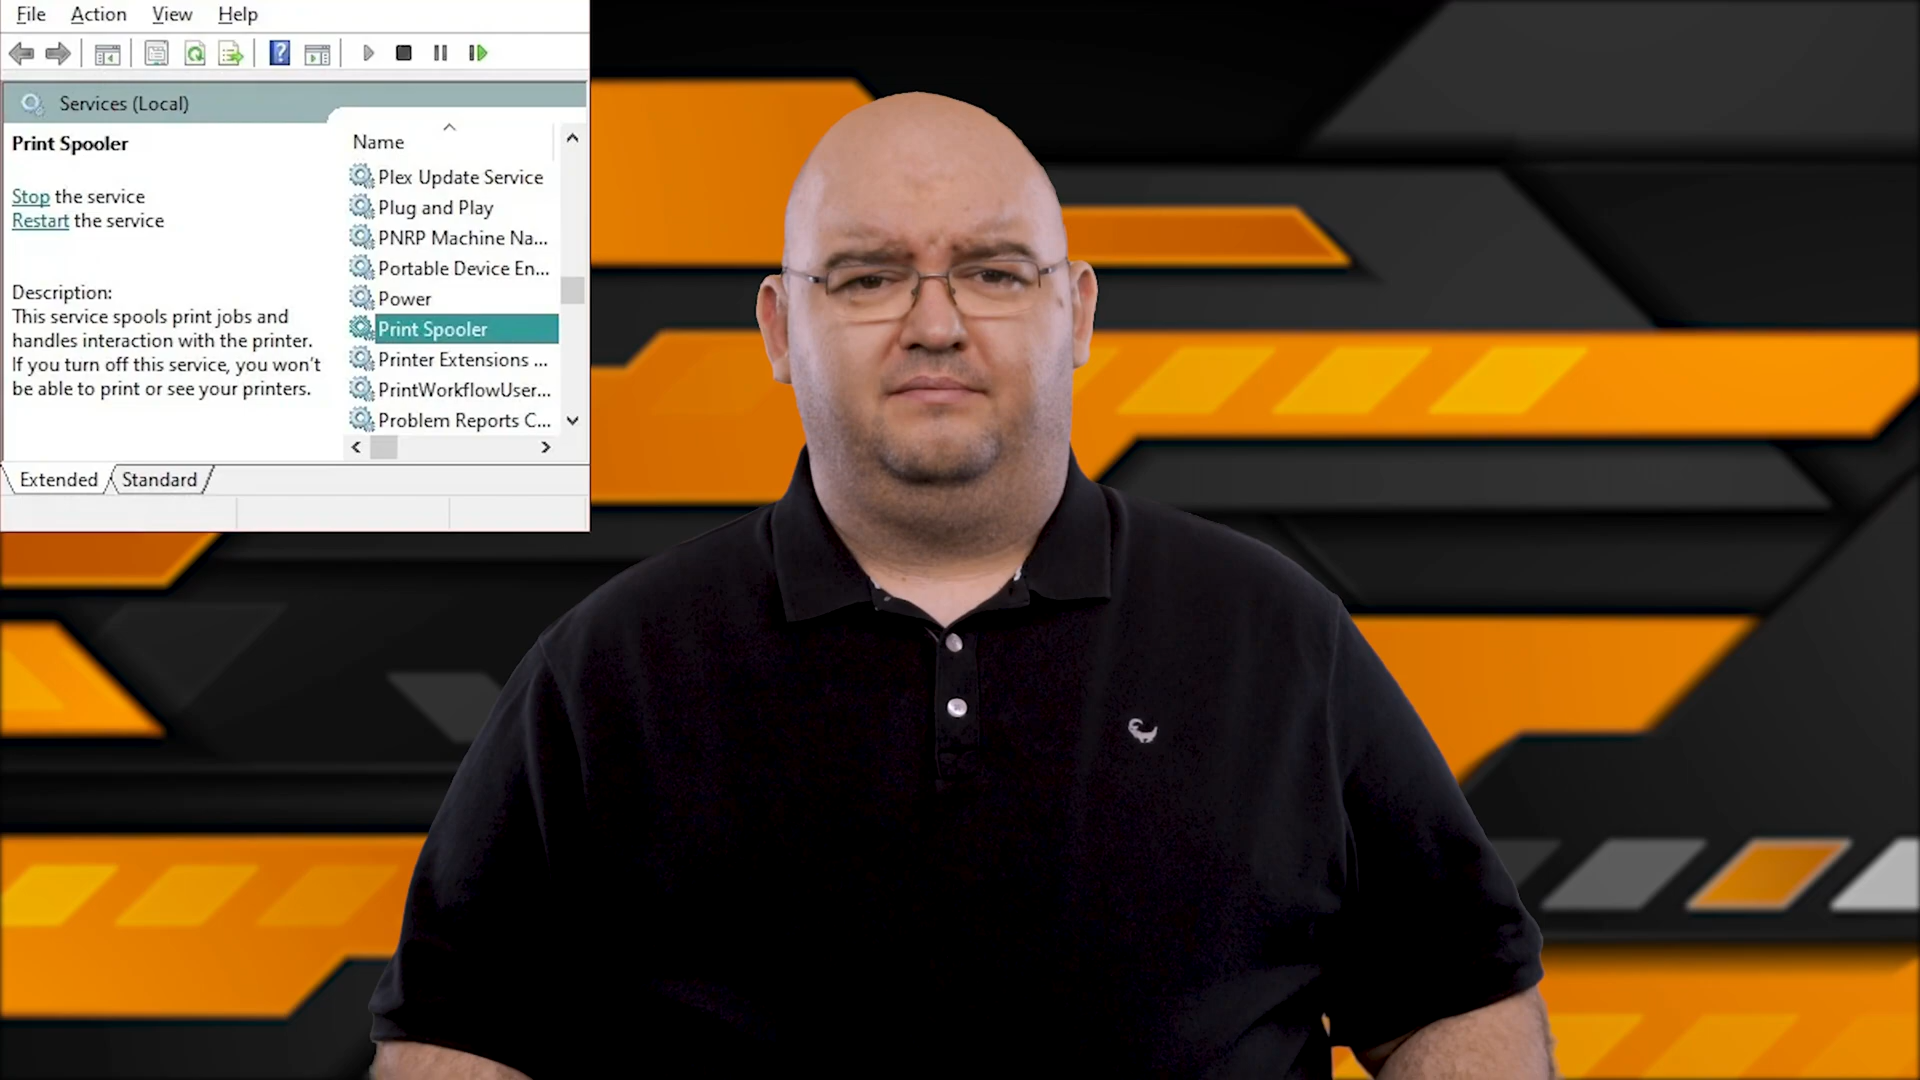 File Action View Help
Services (Local)
Print Spooler
Stop the service
Restart the service
Description:
This service spools print jobs and
handles interaction with the printer.
If you turn off this service, you won't
be able to print or see your printers.
Name
Plex Update Service
Plug and Play
PNRP Machine Na...
Portable Device En...
Power
Print Spooler
Printer Extensions ...
PrintWorkflowUser...
Problem Reports C...
Extended Standard